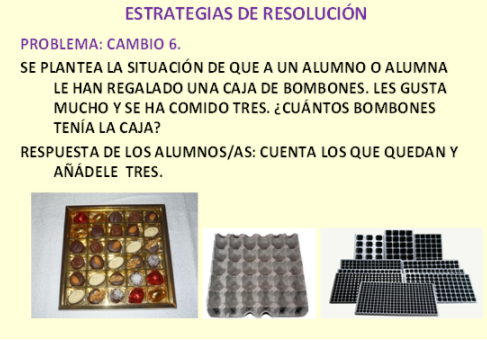 ESTRATEGIAS DE RESOLUCIÓN
PROBLEMA: CAMBIO 6.
SE PLANTEA LA SITUACIÓN DE QUE A UN ALUMNO O ALUMNA
LE HAN REGALADO UNA CAJA DE BOMBONES. LES GUSTA
MUCHO Y SE HA COMIDO TRES. ¿CUÁNTOS BOMBONES
TENÍA LA CAJA?
RESPUESTA DE LOS ALUMNOS/AS: CUENTA LOS QUE QUEDAN Y
AÑÁDELE TRES.